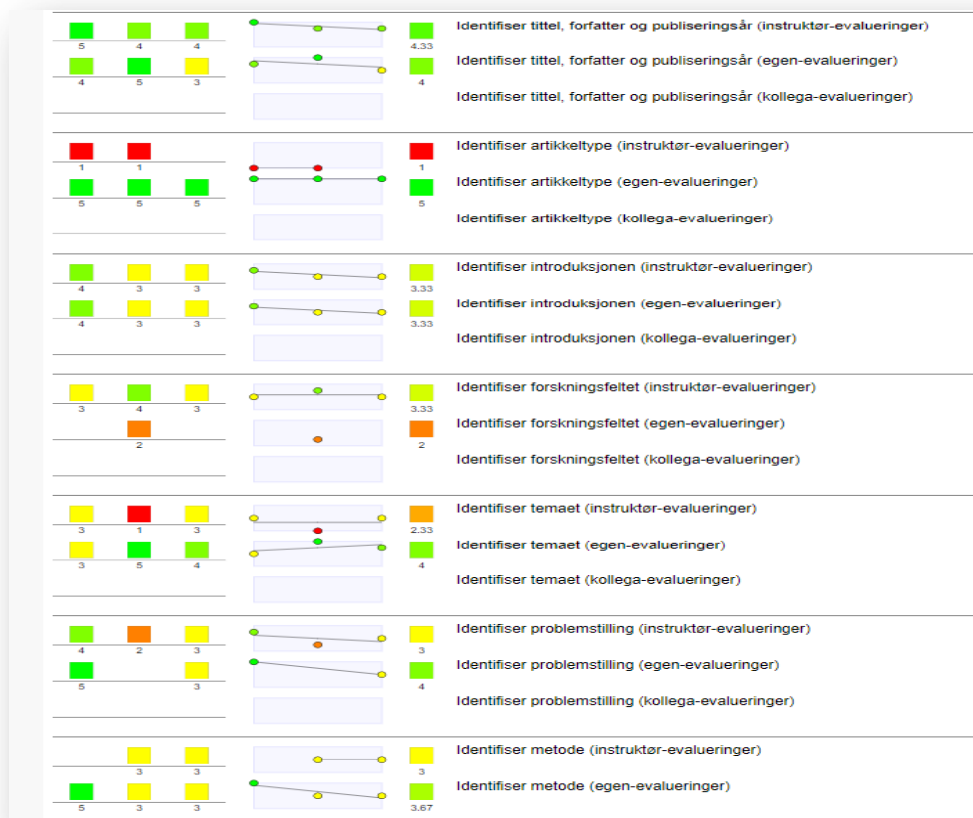 Identifiser tittel, forfatter og publiseringsår (instruktør-evalueringer)
5 4 4 4.33
Identifiser tittel, forfatter og publiseringsår (egen-evalueringer)
4 5 3 4
Identifiser tittel, forfatter og publiseringsår (kollega-evalueringer)
Identifiser artikkeltype (instruktør-evalueringer)
1 1 1
Identifiser artikkeltype (egen-evalueringer)
5 5 5 5
Identifiser artikkeltype (kollega-evalueringer)
Identifiser introduksjonen (instruktør-evalueringer)
4 3 3 3.33
Identifiser introduksjonen (egen-evalueringer)
4 3 3 3.33
Identifiser introduksjonen (kollega-evalueringer)
Identifiser forskningsfeltet (instruktør-evalueringer)
3 4 3 3.33
Identifiser forskningsfeltet (egen-evalueringer)
2 2
Identifiser forskningsfeltet (kollega-evalueringer)
Identifiser temaet (instruktør-evalueringer)
3 1 3 2.33
Identifiser temaet (egen-evalueringer)
3 5 4 4
Identifiser temaet (kollega-evalueringer)
Identifiser problemstilling (instruktør-evalueringer)
4 2 3 3
Identifiser problemstilling (egen-evalueringer)
5 3 4
Identifiser problemstilling (kollega-evalueringer)
Identifiser metode (instruktør-evalueringer)
3 3 3
Identifiser metode (egen-evalueringer)
5 3 3 3.67